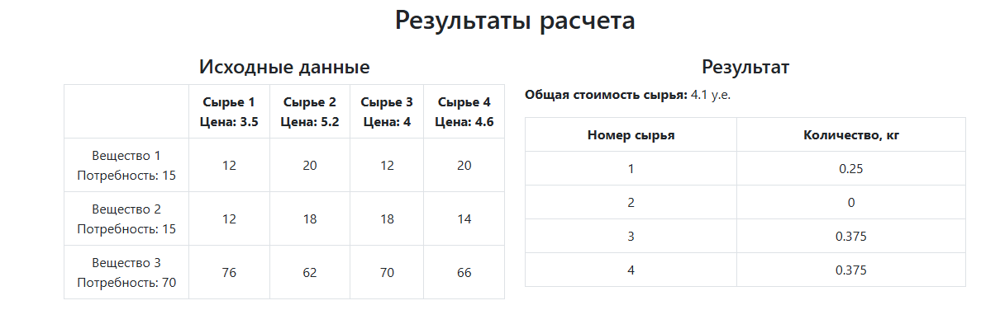 Результаты расчета
Исходные данные
Сырье 1 Сырье 2 Сырье 3 Сырье 4
Цена: 3.5 Цена: 5.2 Цена: 4 Цена: 4.6
Вещество 1
Потребность: 15
12 20 12 20
Вещество 2
Потребность: 15
12 18 18 14
Вещество 3
Потребность: 70
76 62 70 66
Результат
Общая стоимость сырья: 4.1 у.е.
Номер сырья Количество, кг
1 0.25
2 0
3 0.375
4 0.375